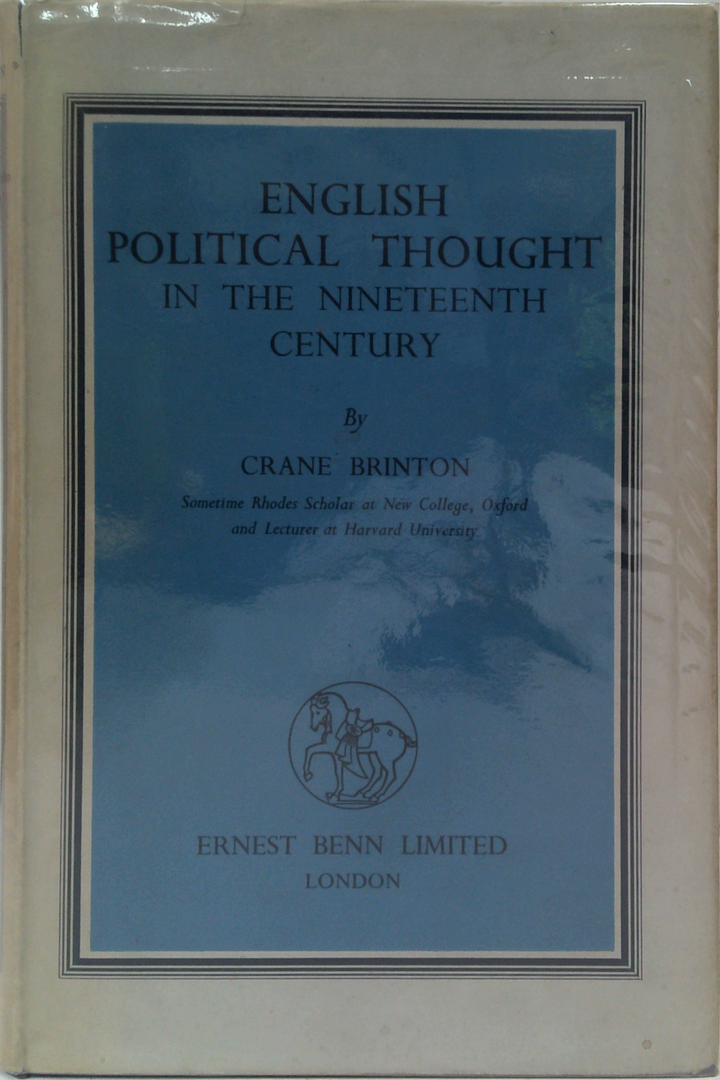 ENGLISH
POLITICAL THOUGHT
IN THE NINETEENTH
CENTURY
By
CRANE BRINTON
Sometime Rhodes Scholar at New College, Oxford
and Lecturer at Harvard University
ERNEST BENN LIMITED
LONDON